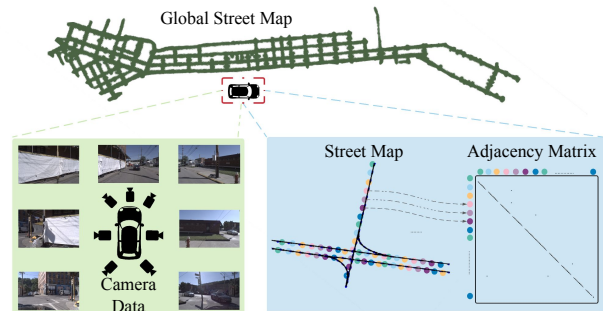 Global Street Map
Street Map
Adjacency Matrix
Camera
Data